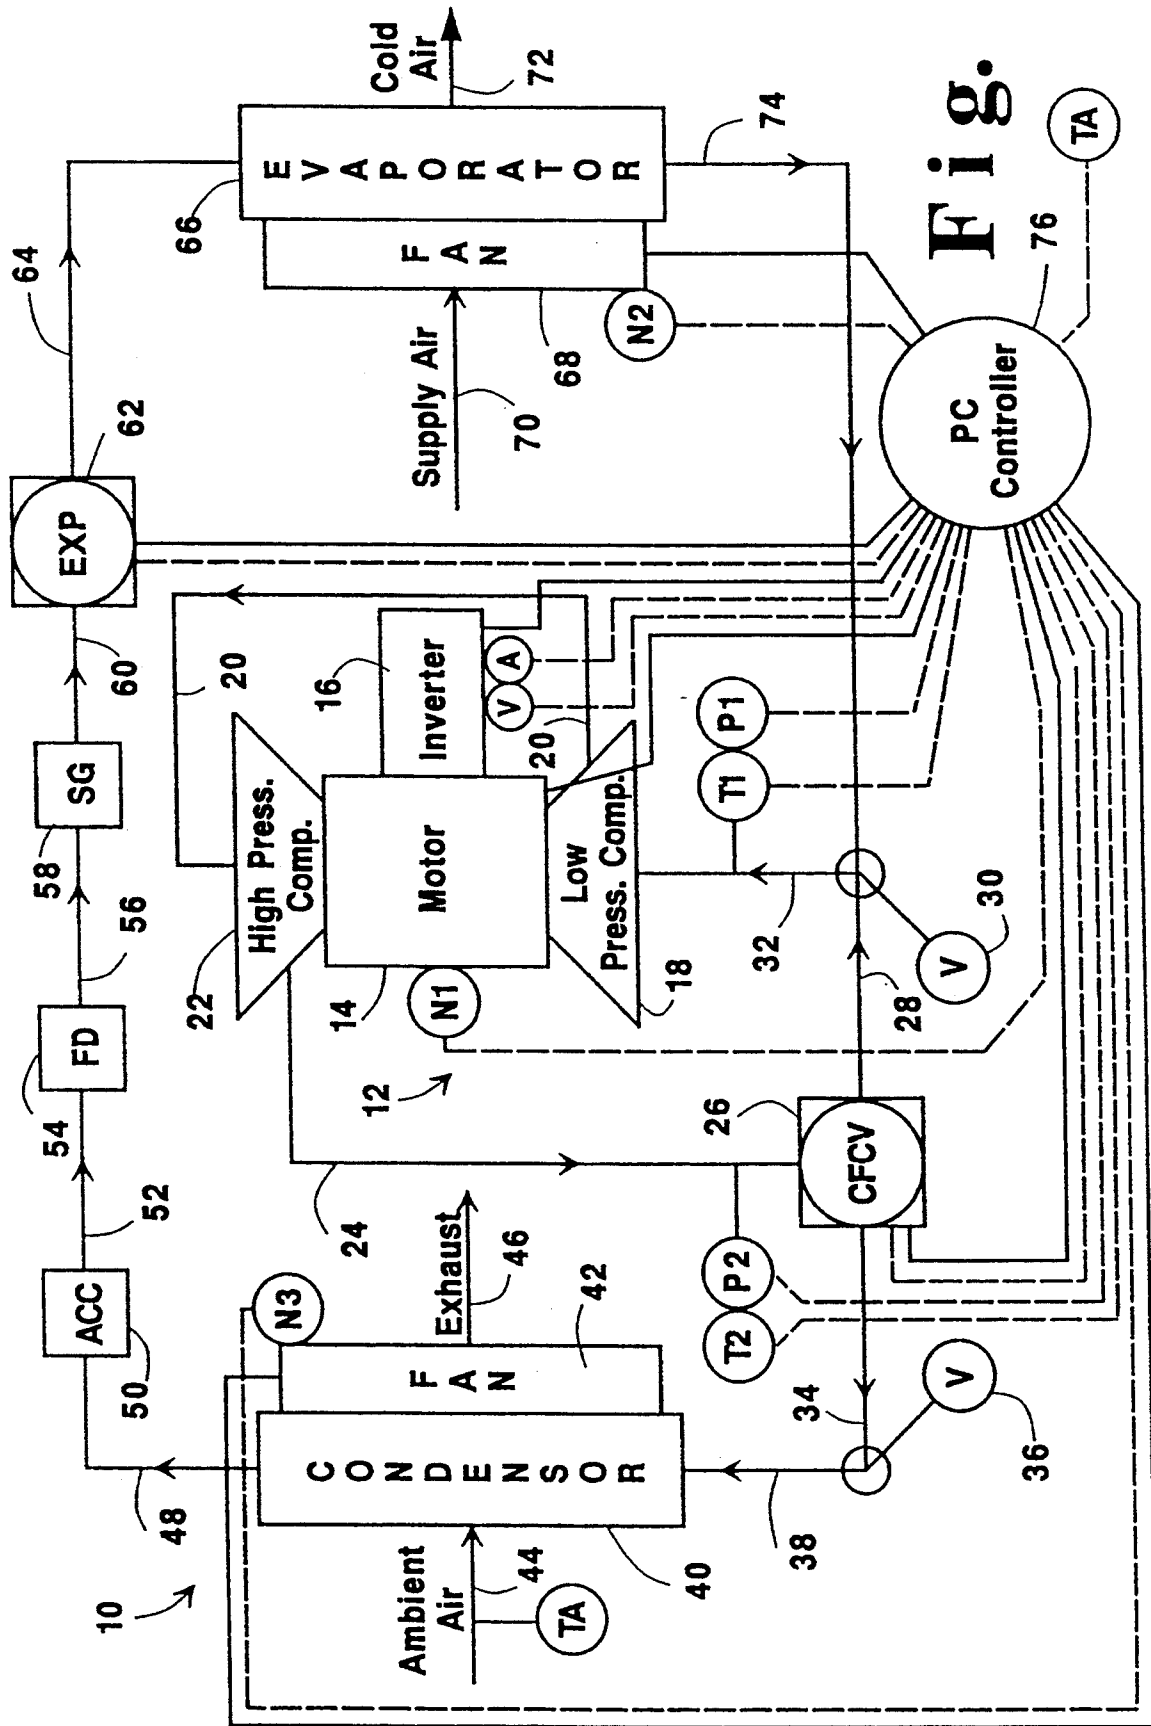 10
48
50
ACC
52
54
FD
56
58
SG
60
EXP
62
64
66
EVAPORATOR
Cold
Air
72
FAN
Supply Air
70
68
N2
74
20
22
High Press.
Comp.
16
Inverter
V
A
20
Motor
14
N1
12
Low
Press. Comp.
18
24
Exhaust
46
N3
42
FAN
CONDENSOR
Ambient
Air
44
TA
40
38
T2
P2
26
CFCV
34
V
36
28
32
V
30
T1
P1
PC
Controller
76
TA
Fig.